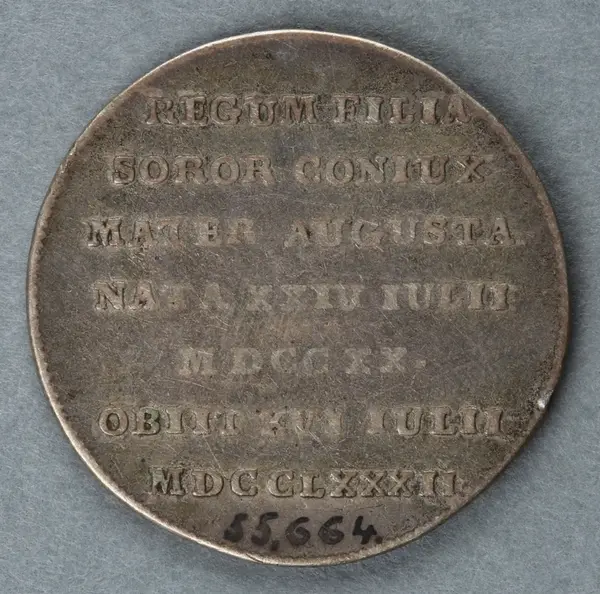 REGUM FILIA
SOROR CONIUX
MATER AUGUSTA.
NATA XXIV IULII
MDCCXX.
OBIIT XVI IULII
MDCCLXXXII.
55,664.